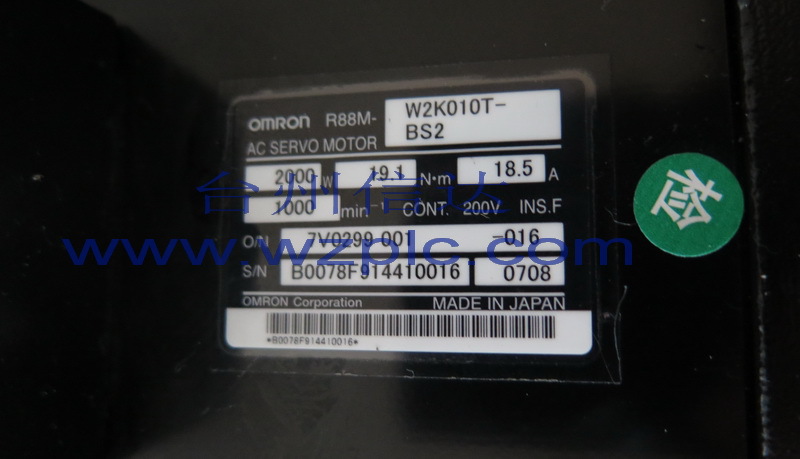 OMRON R88M- W2K010T-
BS2
AC SERVO MOTOR
2000 W 19.1 N·m 18.5 A
1000 min⁻¹ CONT. 200V INS.F
O/N 7V0299-001 -016
S/N B0078F914410016 0708
OMRON Corporation MADE IN JAPAN
*B0078F914410016*
检
台州信达
www.wzplc.com